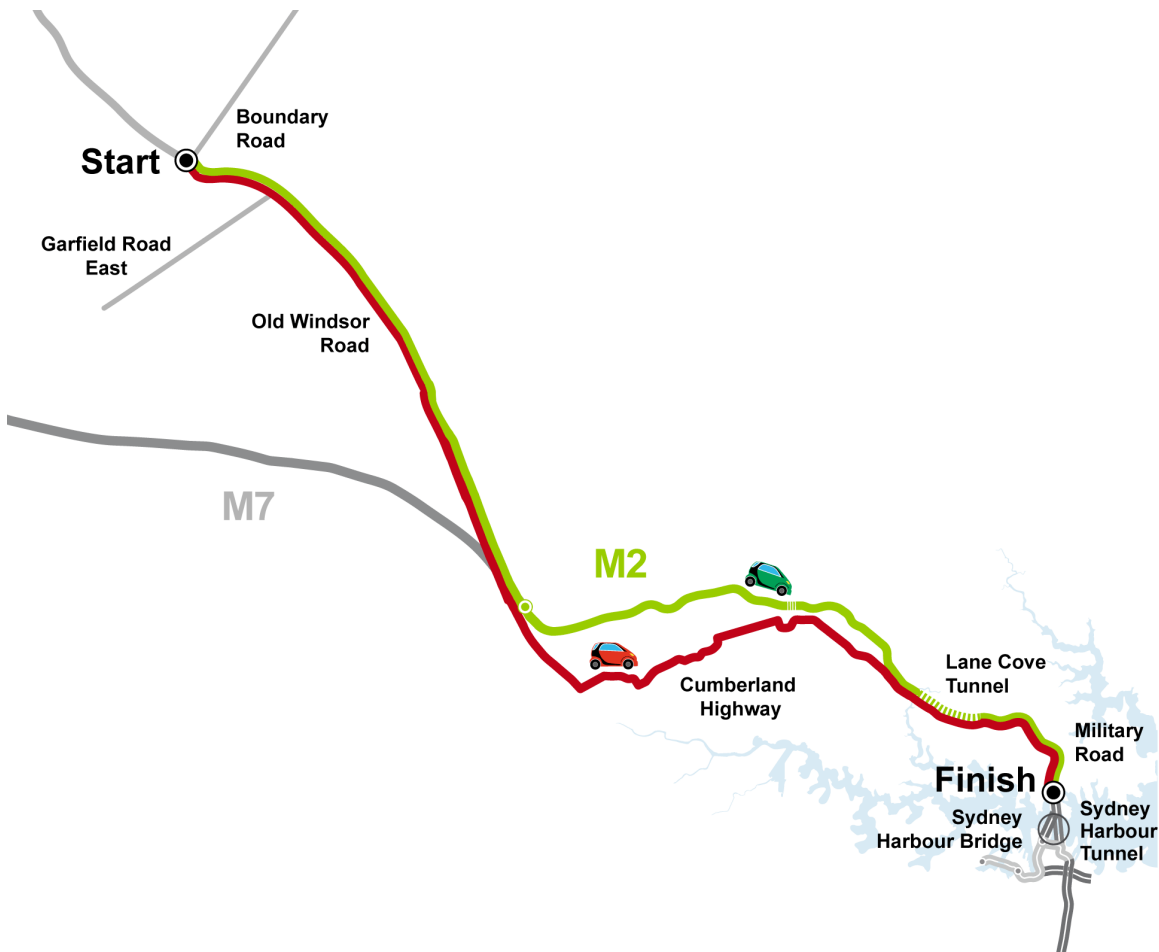 Boundary
Road
Start
Garfield Road
East
Old Windsor
Road
M7
M2
Cumberland
Highway
Lane Cove
Tunnel
Military
Road
Finish
Sydney
Harbour Bridge
Sydney
Harbour
Tunnel